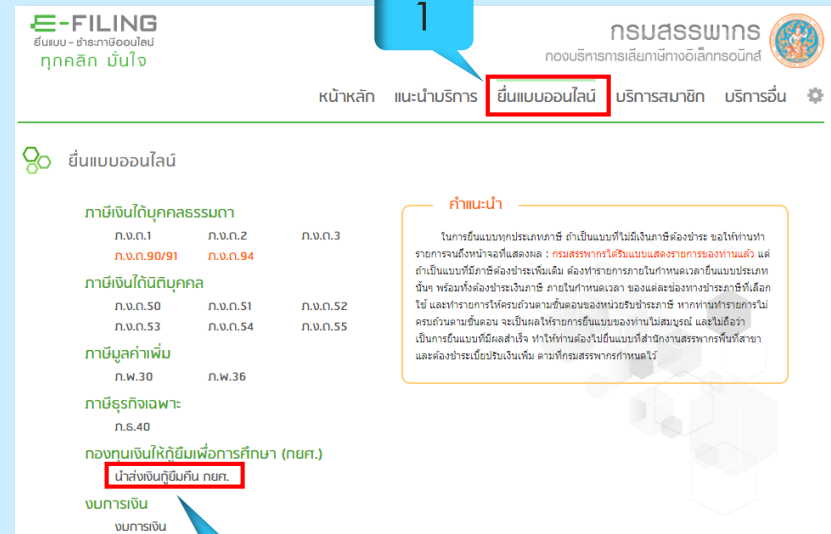 E-FILING
ยื่นแบบ - ชำระภาษีออนไลน์
ทุกคลิก มั่นใจ
1
กรมสรรพากร
กองบริหารการเสียภาษีทางอิเล็กทรอนิกส์
หน้าหลัก แนะนำบริการ ยื่นแบบออนไลน์ บริการสมาชิก บริการอื่น
ยื่นแบบออนไลน์
ภาษีเงินได้บุคคลธรรมดา
ภ.ง.ด.1 ภ.ง.ด.2 ภ.ง.ด.3
ภ.ง.ด.90/91 ภ.ง.ด.94
ภาษีเงินได้นิติบุคคล
ภ.ง.ด.50 ภ.ง.ด.51 ภ.ง.ด.52
ภ.ง.ด.53 ภ.ง.ด.54 ภ.ง.ด.55
ภาษีมูลค่าเพิ่ม
ภ.พ.30 ภ.พ.36
ภาษีธุรกิจเฉพาะ
ภ.ธ.40
กองทุนเงินให้กู้ยืมเพื่อการศึกษา (กยศ.)
นำส่งเงินกู้ยืมคืน กยศ.
งบการเงิน
งบการเงิน
คำแนะนำ
ในการยื่นแบบทุกประเภทภาษี ถ้าเป็นแบบที่ไม่มีเงินภาษีต้องชำระ ขอให้ท่านทำ
รายการจนถึงหน้าจอที่แสดงผล : กรมสรรพากรได้รับแบบแสดงรายการของท่านแล้ว แต่
ถ้าเป็นแบบที่มีภาษีต้องชำระเพิ่มเติม ต้องทำรายการภายในกำหนดเวลายื่นแบบประเภท
นั้นๆ พร้อมทั้งต้องชำระเงินภาษี ภายในกำหนดเวลา ของแต่ละช่องทางชำระภาษีที่เลือก
ใช้ และทำรายการให้ครบถ้วนตามขั้นตอนของหน่วยรับชำระภาษี หากท่านทำรายการไม่
ครบถ้วนตามขั้นตอน จะเป็นผลให้รายการยื่นแบบของท่านไม่สมบูรณ์ และไม่ถือว่า
เป็นการยื่นแบบที่มีผลสำเร็จ ทำให้ท่านต้องไปยื่นแบบที่สำนักงานสรรพากรพื้นที่สาขา
และต้องชำระเบี้ยปรับเงินเพิ่ม ตามที่กรมสรรพากรกำหนดไว้